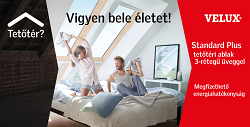 Tetőtér?
Vigyen bele életet!
VELUX
Standard Plus
tetőtéri ablak
3-rétegű üveggel
Megfizethető
energiahatékonyság